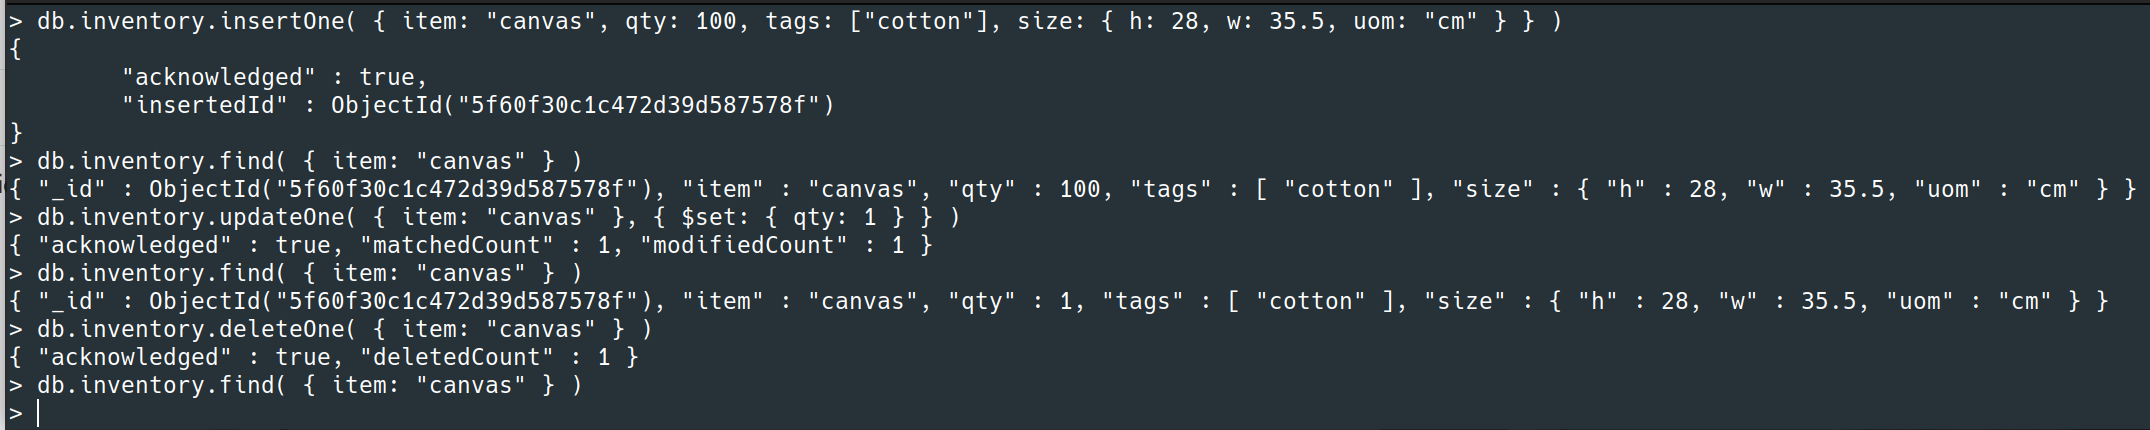 > db.inventory.insertOne( { item: "canvas", qty: 100, tags: ["cotton"], size: { h: 28, w: 35.5, uom: "cm" } } )
{
        "acknowledged" : true,
        "insertedId" : ObjectId("5f60f30c1c472d39d587578f")
}
> db.inventory.find( { item: "canvas" } )
{ "_id" : ObjectId("5f60f30c1c472d39d587578f"), "item" : "canvas", "qty" : 100, "tags" : [ "cotton" ], "size" : { "h" : 28, "w" : 35.5, "uom" : "cm" } }
> db.inventory.updateOne( { item: "canvas" }, { $set: { qty: 1 } } )
{ "acknowledged" : true, "matchedCount" : 1, "modifiedCount" : 1 }
> db.inventory.find( { item: "canvas" } )
{ "_id" : ObjectId("5f60f30c1c472d39d587578f"), "item" : "canvas", "qty" : 1, "tags" : [ "cotton" ], "size" : { "h" : 28, "w" : 35.5, "uom" : "cm" } }
> db.inventory.deleteOne( { item: "canvas" } )
{ "acknowledged" : true, "deletedCount" : 1 }
> db.inventory.find( { item: "canvas" } )
>